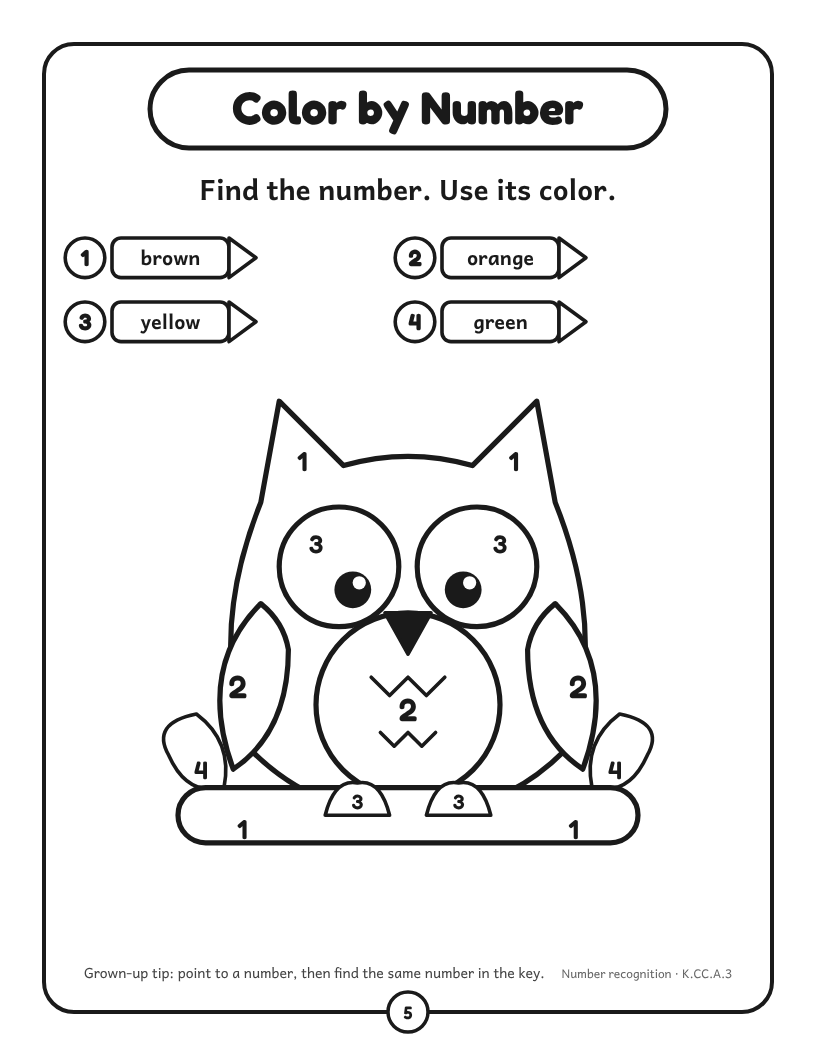 Color by Number
Find the number. Use its color.
1 brown
2 orange
3 yellow
4 green
1 1
3 3
2 2
2
4 4
3 3
1 1
Grown-up tip: point to a number, then find the same number in the key.
Number recognition · K.CC.A.3
5